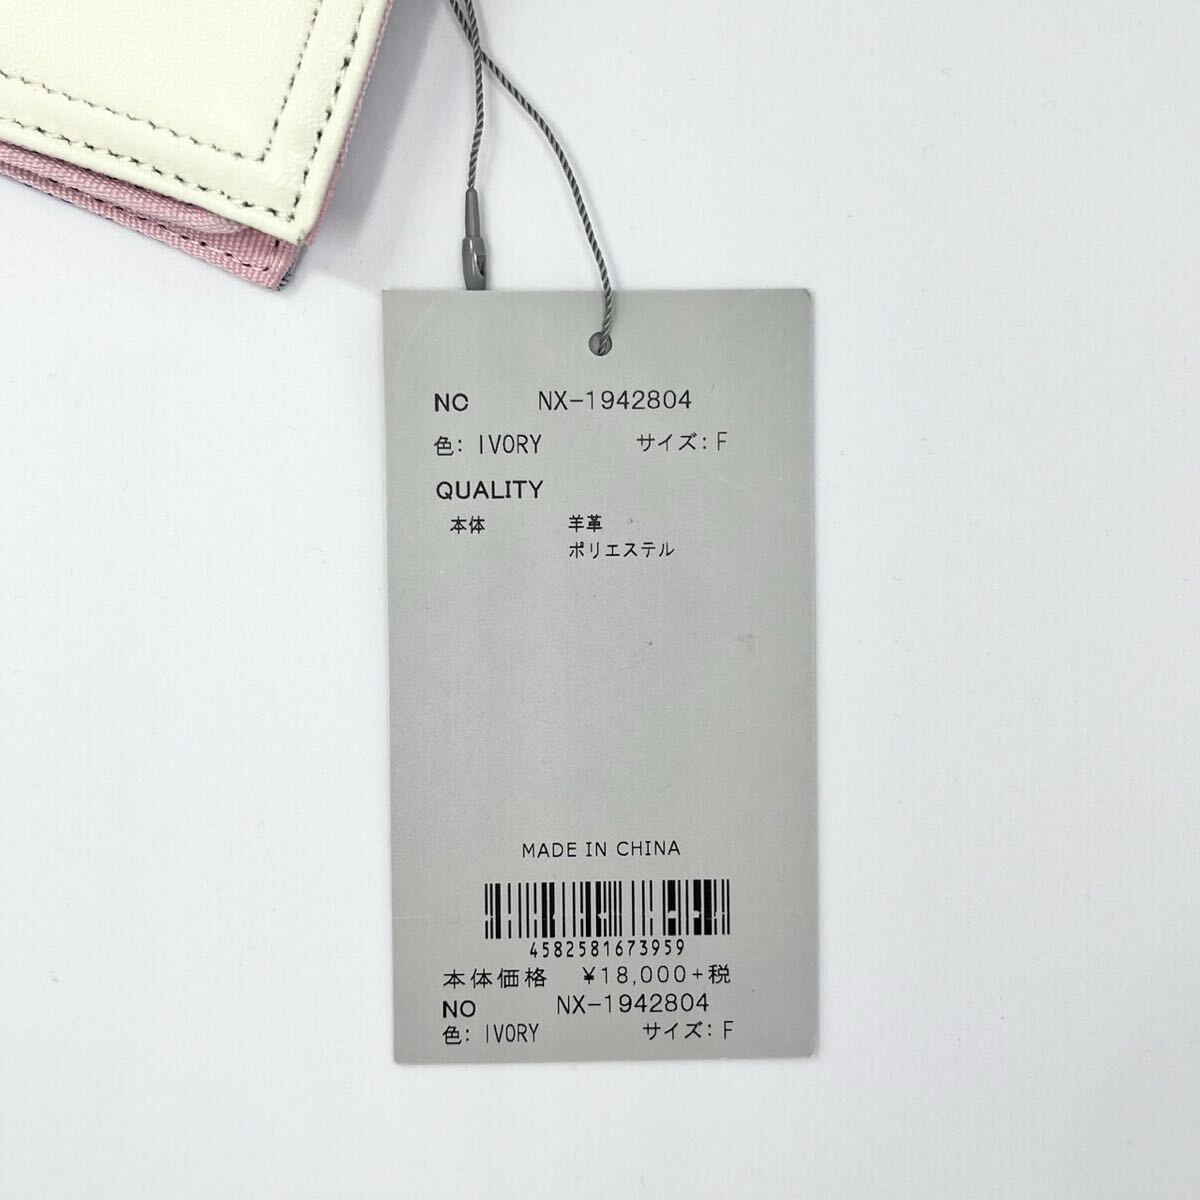 NO NX-1942804
色: IVORY サイズ: F
QUALITY
本体 羊革
ポリエステル
MADE IN CHINA
4582581673959
本体価格 ¥18,000+税
NO NX-1942804
色: IVORY サイズ: F